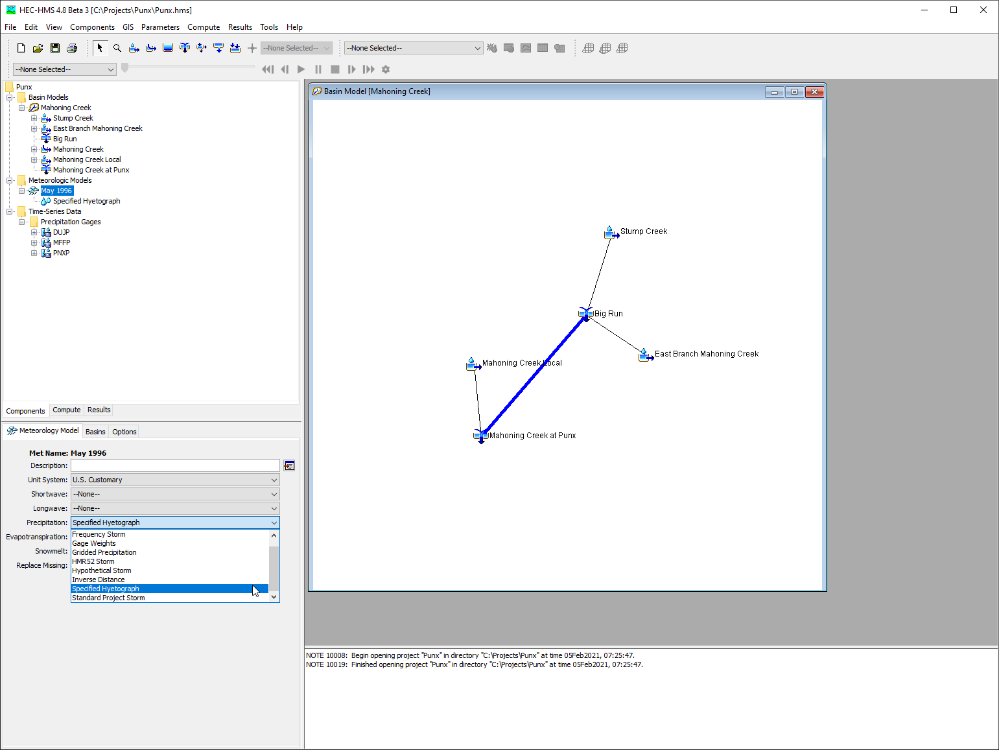 HEC-HMS 4.8 Beta 3 [C:\Projects\Punx\Punx.hms]
File Edit View Components GIS Parameters Compute Results Tools Help
--None Selected-- --None Selected--
--None Selected--
Punx
Basin Models
Mahoning Creek
Stump Creek
East Branch Mahoning Creek
Big Run
Mahoning Creek
Mahoning Creek Local
Mahoning Creek at Punx
Meteorologic Models
May 1996
Specified Hyetograph
Time-Series Data
Precipitation Gages
DUJP
MFFP
PNXP
Components Compute Results
Meteorology Model Basins Options
Met Name: May 1996
Description:
Unit System: U.S. Customary
Shortwave: --None--
Longwave: --None--
Precipitation: Specified Hyetograph
Evapotranspiration:
Snowmelt:
Replace Missing:
Frequency Storm
Gage Weights
Gridded Precipitation
HMR52 Storm
Hypothetical Storm
Inverse Distance
Specified Hyetograph
Standard Project Storm
Basin Model [Mahoning Creek]
Stump Creek
Big Run
East Branch Mahoning Creek
Mahoning Creek Local
Mahoning Creek at Punx
NOTE 10008: Begin opening project "Punx" in directory "C:\Projects\Punx" at time 05Feb2021, 07:25:47.
NOTE 10019: Finished opening project "Punx" in directory "C:\Projects\Punx" at time 05Feb2021, 07:25:47.